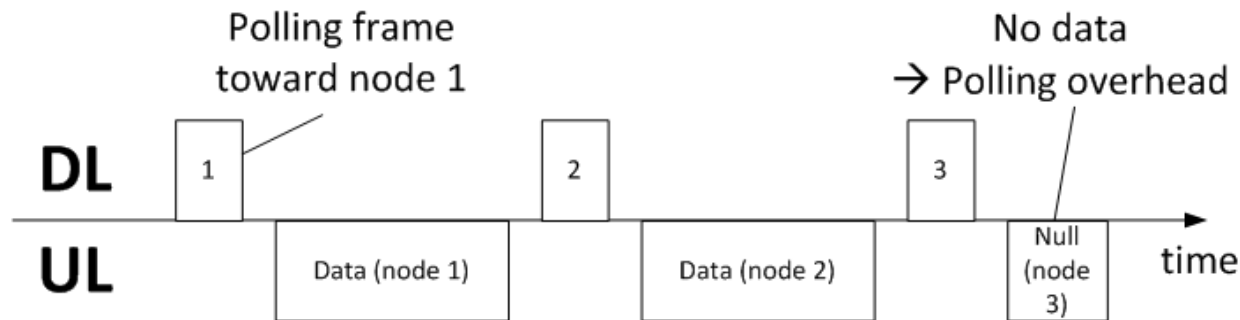 Polling frame
toward node 1
No data
→ Polling overhead
DL
1
2
3
UL
Data (node 1)
Data (node 2)
Null
(node
3)
time